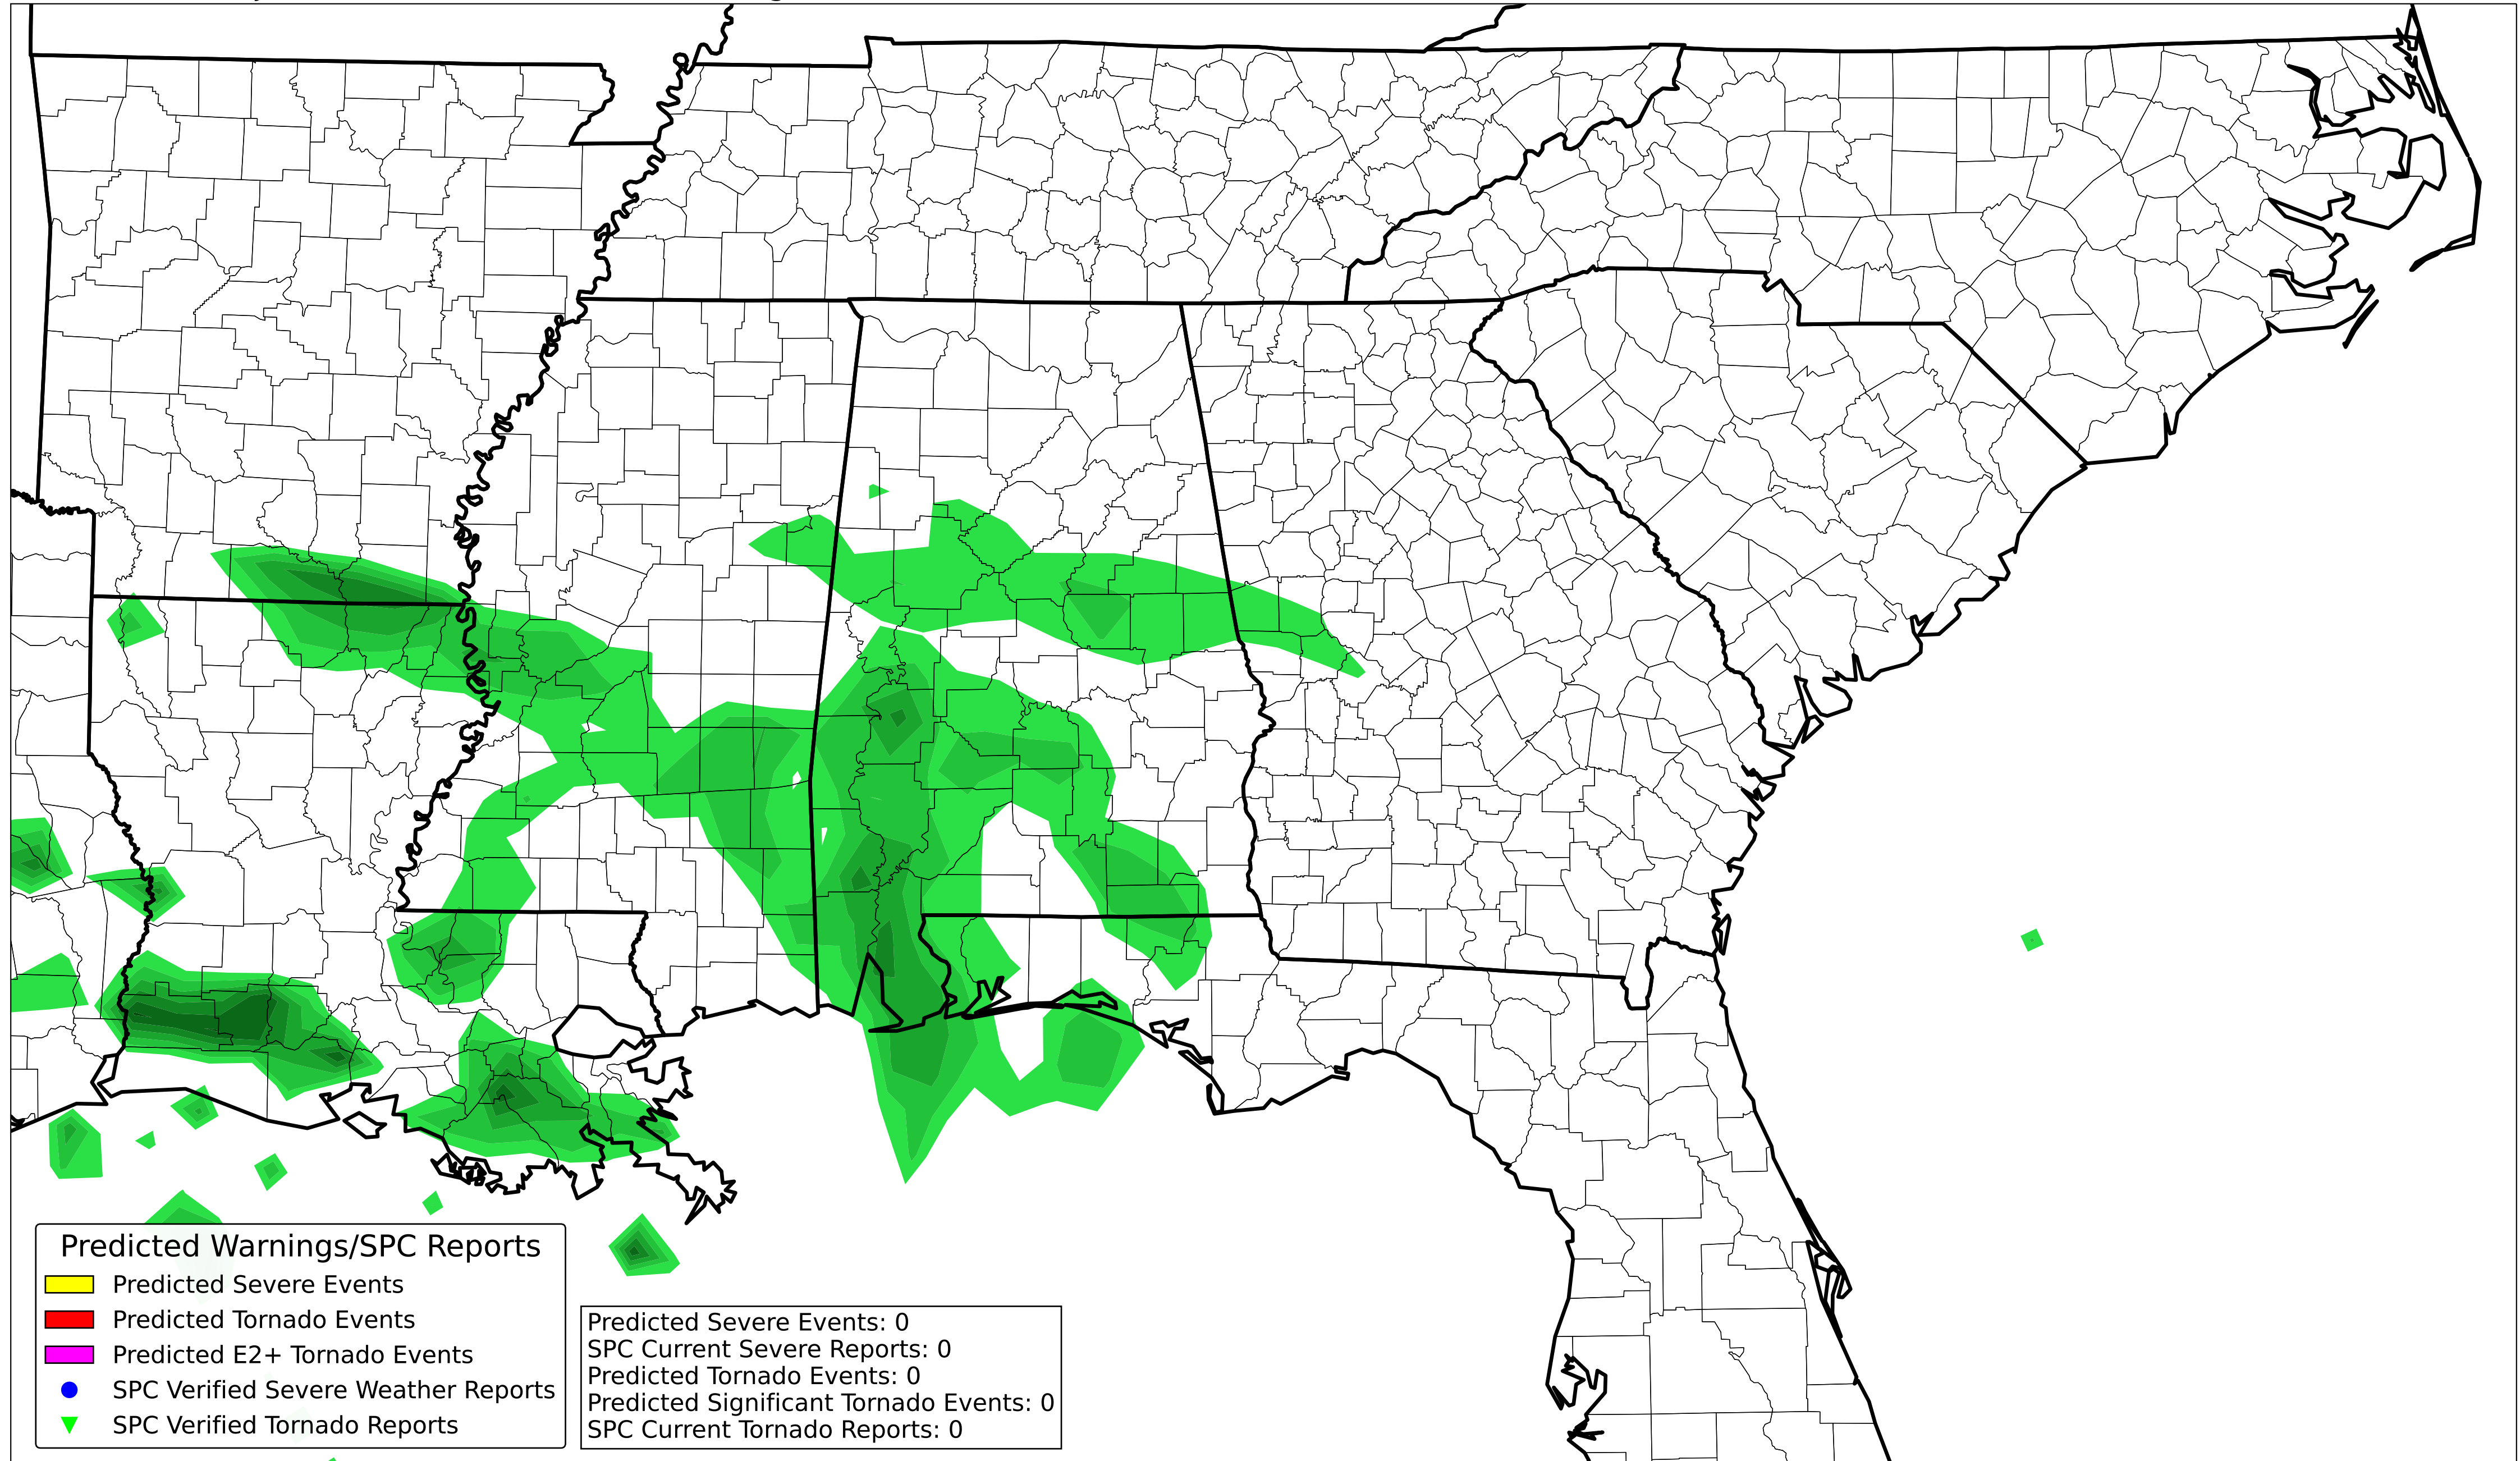 Predicted Warnings/SPC Reports
Predicted Severe Events
Predicted Tornado Events
Predicted E2+ Tornado Events
SPC Verified Severe Weather Reports
SPC Verified Tornado Reports
Predicted Severe Events: 0
SPC Current Severe Reports: 0
Predicted Tornado Events: 0
Predicted Significant Tornado Events: 0
SPC Current Tornado Reports: 0